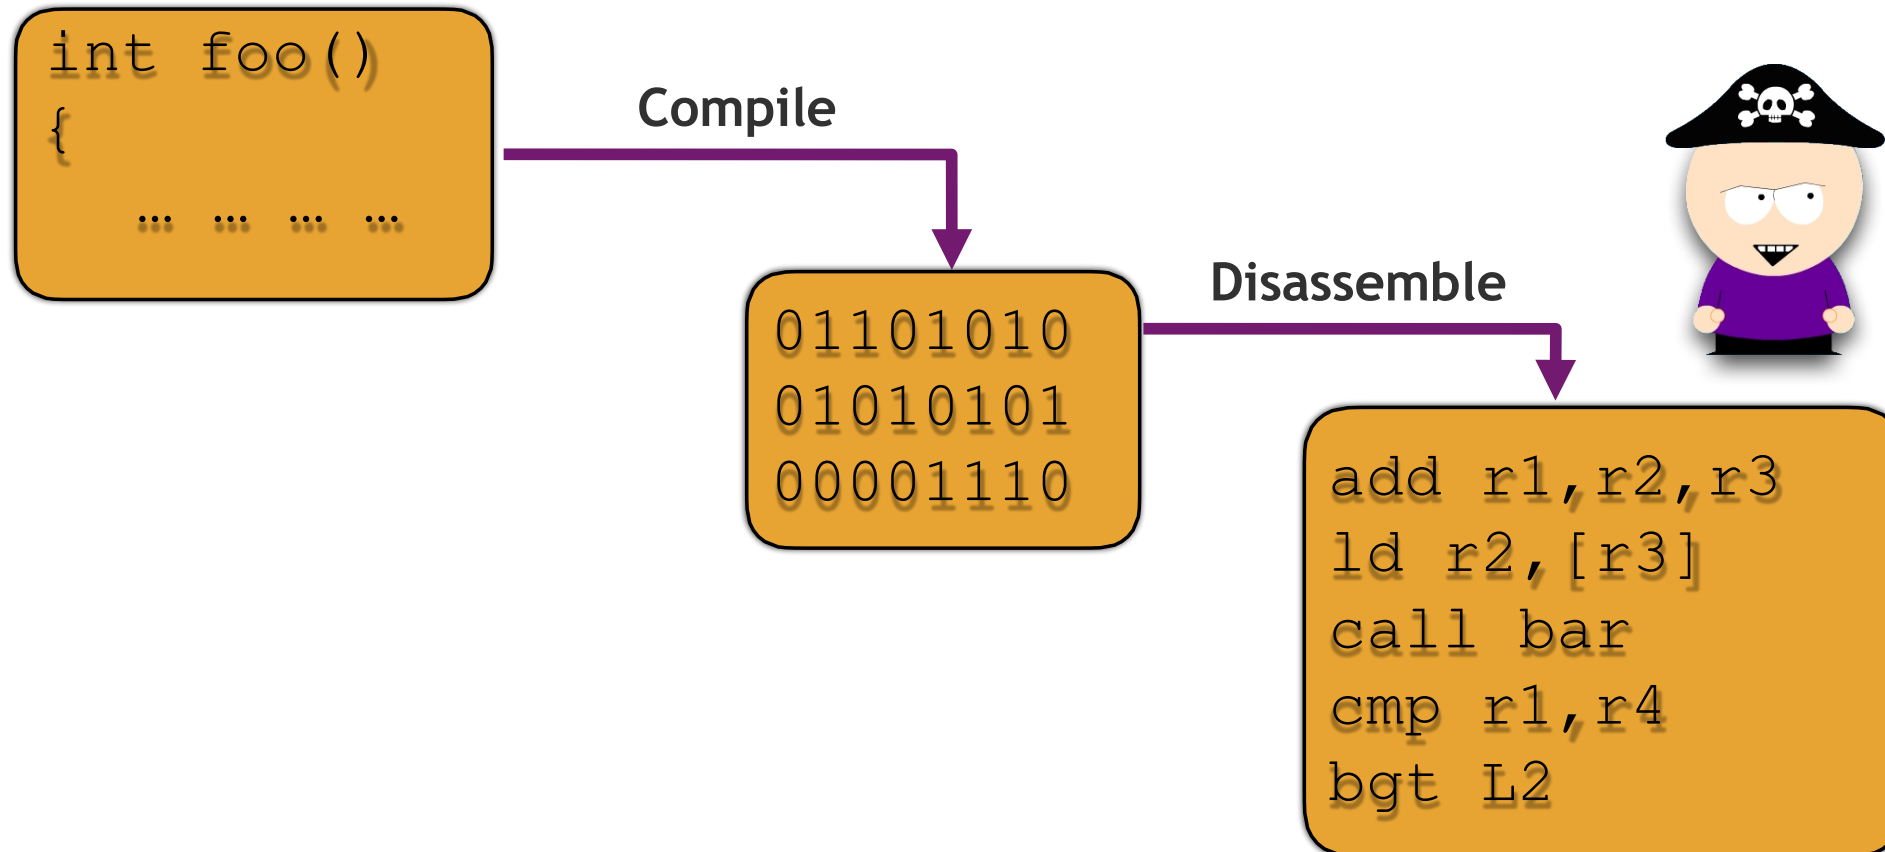 int foo()
{
… … … …
Compile
01101010
01010101
00001110
Disassemble
add r1,r2,r3
ld r2,[r3]
call bar
cmp r1,r4
bgt L2